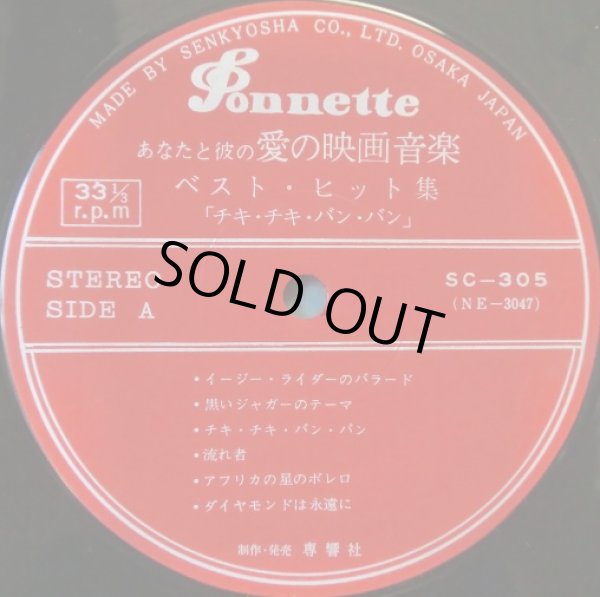 MADE BY SENKYOSHA CO., LTD. OSAKA JAPAN
Ponnette
あなたと彼の愛の映画音楽
ベスト・ヒット集
「チキ・チキ・バン・バン」
33 1/3
r.p.m
STEREO
SIDE A
SC-305
(NE-3047)
SOLD OUT
・イージー・ライダーのバラード
・黒いジャガーのテーマ
・チキ・チキ・バン・バン
・流れ者
・アフリカの星のボレロ
・ダイヤモンドは永遠に
制作・発売 専響社